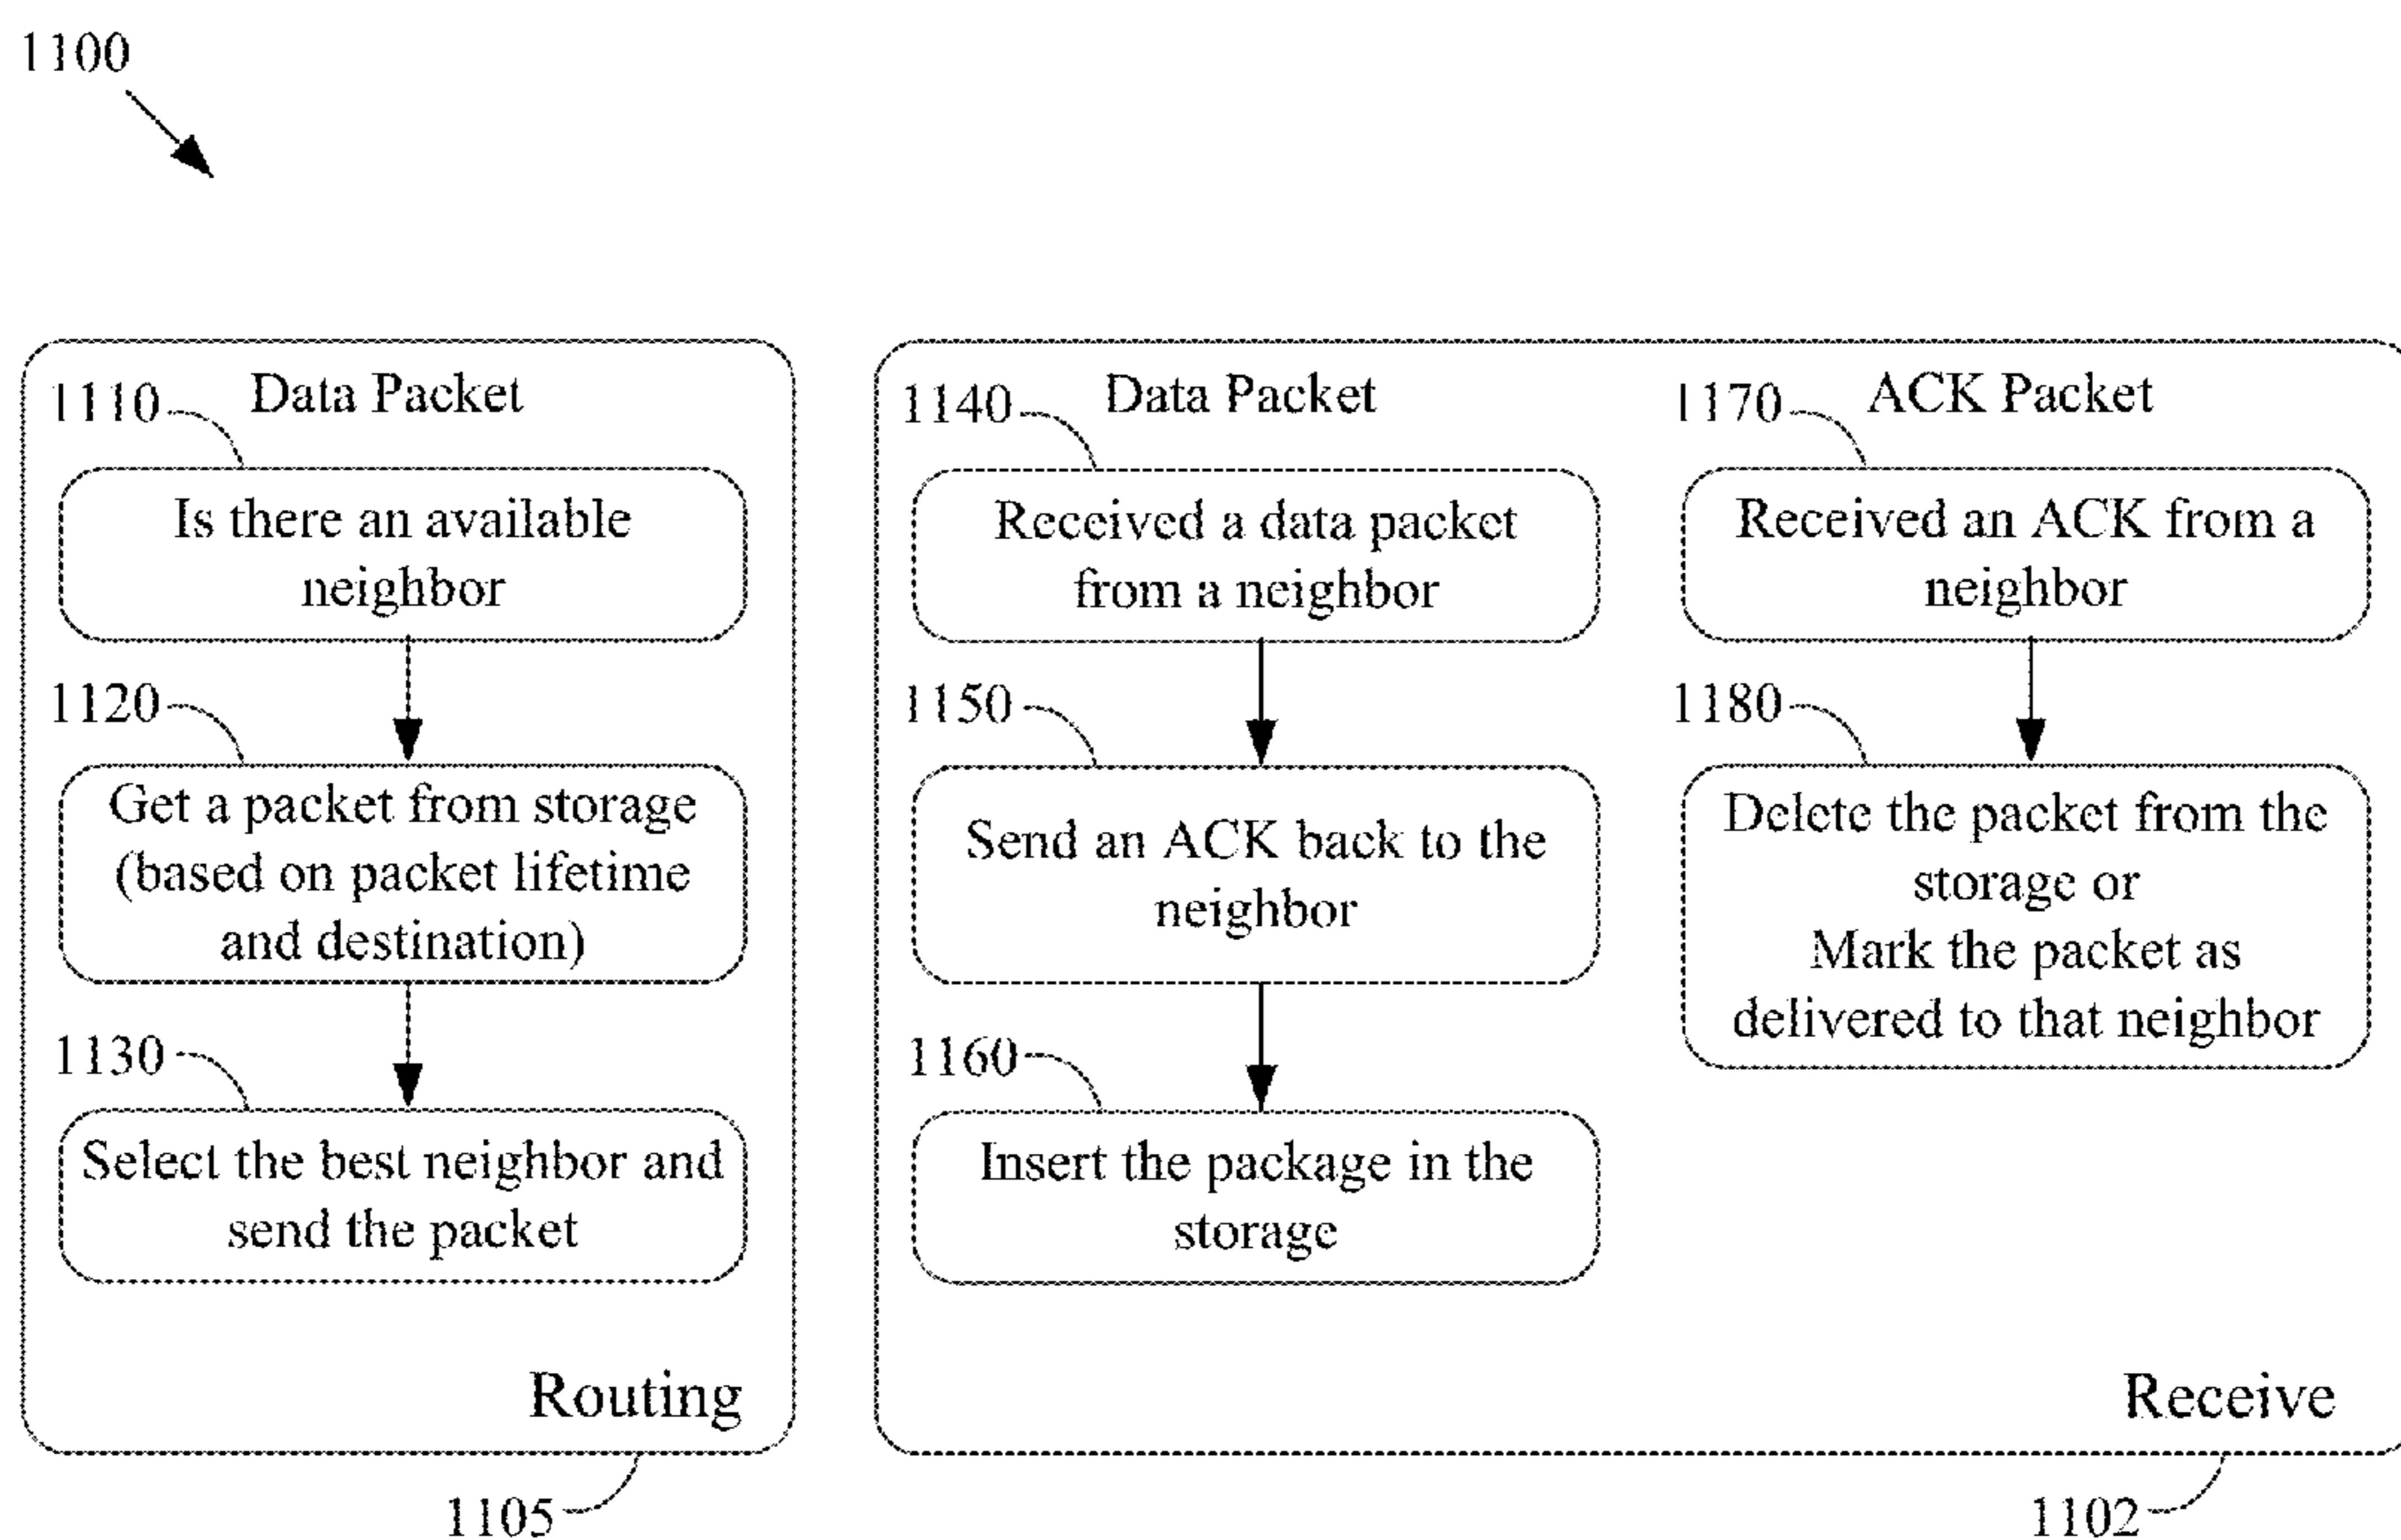 1100
1110
Data Packet
Is there an available
neighbor
1120
Get a packet from storage
(based on packet lifetime
and destination)
1130
Select the best neighbor and
send the packet
Routing
1105
1140
Data Packet
Received a data packet
from a neighbor
1150
Send an ACK back to the
neighbor
1160
Insert the package in the
storage
1170
ACK Packet
Received an ACK from a
neighbor
1180
Delete the packet from the
storage or
Mark the packet as
delivered to that neighbor
Receive
1102